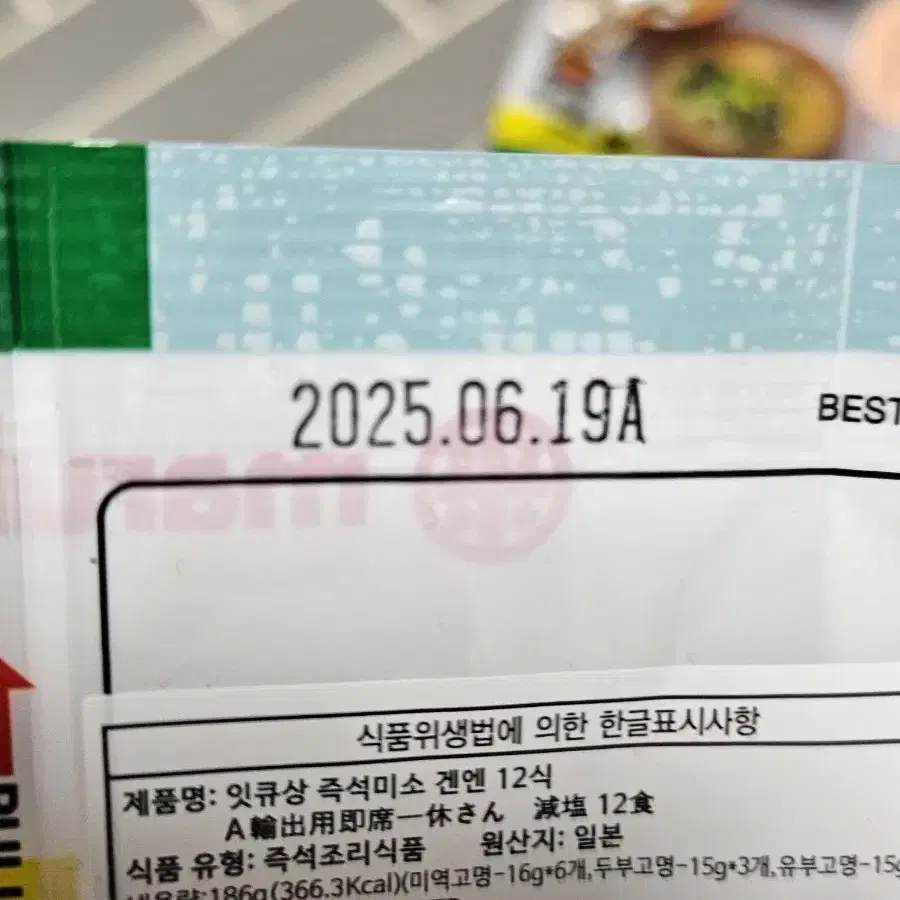 2025.06.19A
BEST
식품위생법에 의한 한글표시사항
제품명: 잇큐상 즉석미소 겐엔 12식
A輸出用即席一休さん 減塩 12食
식품 유형: 즉석조리식품 원산지: 일본
내용량:186g(366.3Kcal)(미역고명-16g*6개,두부고명-15g*3개,유부고명-15g
PULL